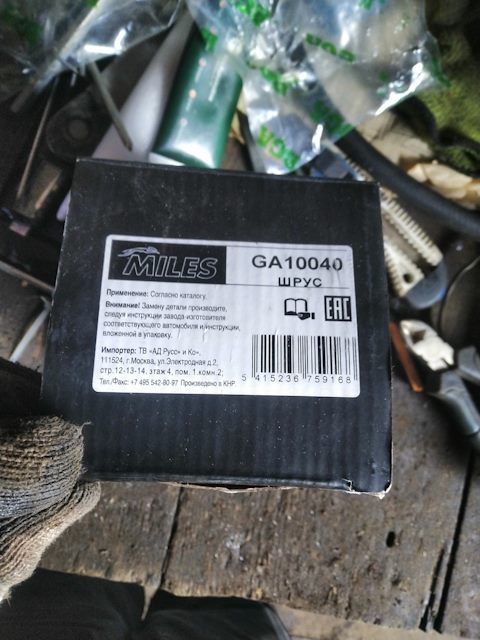 MILES
GA10040
ШРУС
Применение: Согласно каталогу.
Внимание! Замену детали производите,
следуя инструкции завода-изготовителя
соответствующего автомобиля и инструкции,
вложенной в упаковку.
EAC
Импортер: ТВ «АД Русс» и Ко»,
111524, г.Москва, ул.Электродная д.2,
стр.12-13-14, этаж 4, пом. 1.комн.2;
Тел./Факс: +7 495 542-80-97 Произведено в КНР.
5 415236 759168